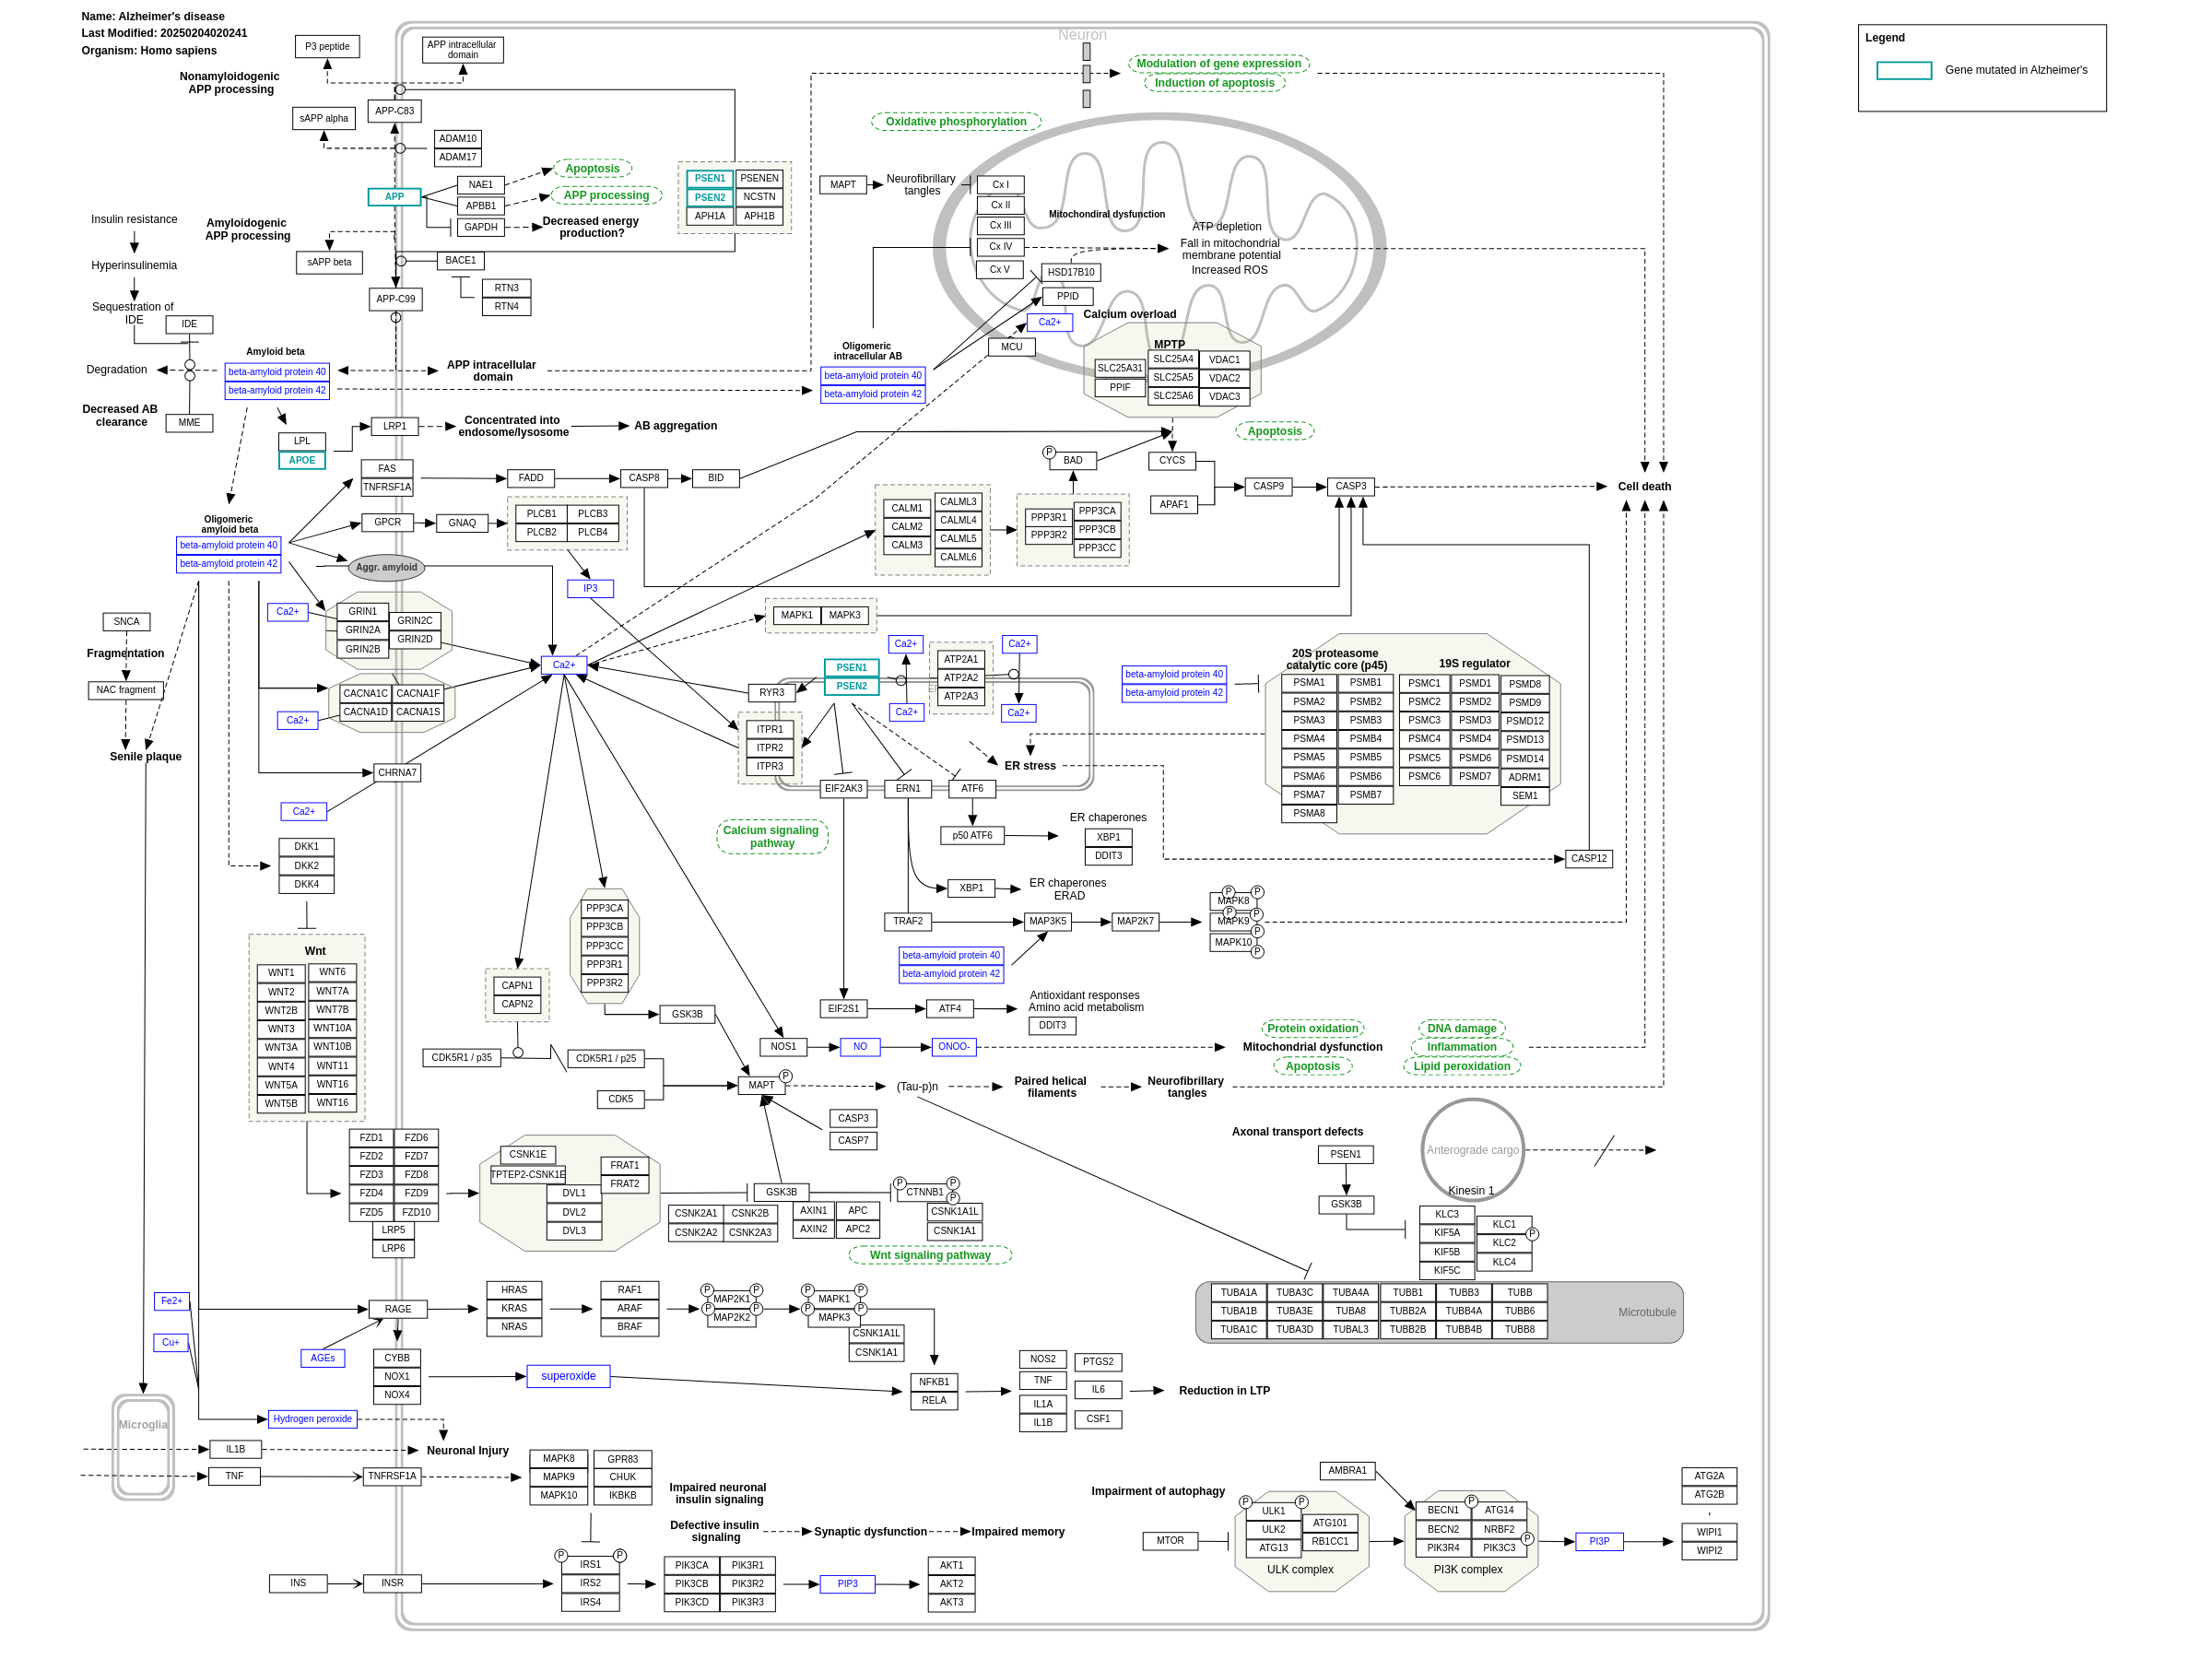 Name: Alzheimer's disease
Last Modified: 20250204020241
Organism: Homo sapiens
Neuron
Legend
Gene mutated in Alzheimer's
P3 peptide
APP intracellular
domain
Nonamyloidogenic
APP processing
APP-C83
sAPP alpha
ADAM10
ADAM17
NAE1
APP
APBB1
GAPDH
Apoptosis
APP processing
Decreased energy
production?
PSEN1
PSENEN
PSEN2
NCSTN
APH1A
APH1B
Modulation of gene expression
Induction of apoptosis
Oxidative phosphorylation
MAPT
Neurofibrillary
tangles
Cx I
Cx II
Cx III
Cx IV
Cx V
Mitochondiral dysfunction
ATP depletion
Fall in mitochondrial
membrane potential
Increased ROS
HSD17B10
PPID
Ca2+
MCU
Calcium overload
MPTP
SLC25A31
PPIF
SLC25A4
SLC25A5
SLC25A6
VDAC1
VDAC2
VDAC3
Insulin resistance
Hyperinsulinemia
Sequestration of
IDE
Amyloidogenic
APP processing
sAPP beta
BACE1
RTN3
RTN4
APP-C99
IDE
Degradation
Decreased AB
clearance
MME
Amyloid beta
beta-amyloid protein 40
beta-amyloid protein 42
APP intracellular
domain
Oligomeric
intracellular AB
beta-amyloid protein 40
beta-amyloid protein 42
LPL
APOE
LRP1
Concentrated into
endosome/lysosome
AB aggregation
Apoptosis
FAS
TNFRSF1A
FADD
CASP8
BID
P
BAD
CYCS
APAF1
CASP9
CASP3
Cell death
Oligomeric
amyloid beta
beta-amyloid protein 40
beta-amyloid protein 42
GPCR
GNAQ
PLCB1
PLCB3
PLCB2
PLCB4
IP3
CALM1
CALM2
CALM3
CALML3
CALML4
CALML5
CALML6
PPP3R1
PPP3R2
PPP3CA
PPP3CB
PPP3CC
Aggr. amyloid
Ca2+
GRIN1
GRIN2A
GRIN2B
GRIN2C
GRIN2D
MAPK1
MAPK3
SNCA
Fragmentation
NAC fragment
Senile plaque
Ca2+
CACNA1C
CACNA1F
CACNA1D
CACNA1S
Ca2+
CHRNA7
Ca2+
RYR3
PSEN1
PSEN2
Ca2+
Ca2+
ATP2A1
ATP2A2
ATP2A3
Ca2+
Ca2+
ITPR1
ITPR2
ITPR3
ER stress
EIF2AK3
ERN1
ATF6
beta-amyloid protein 40
beta-amyloid protein 42
20S proteasome
catalytic core (p45)
19S regulator
PSMA1
PSMA2
PSMA3
PSMA4
PSMA5
PSMA6
PSMA7
PSMA8
PSMB1
PSMB2
PSMB3
PSMB4
PSMB5
PSMB6
PSMB7
PSMC1
PSMC2
PSMC3
PSMC4
PSMC5
PSMC6
PSMD1
PSMD2
PSMD3
PSMD4
PSMD6
PSMD7
PSMD8
PSMD9
PSMD12
PSMD13
PSMD14
ADRM1
SEM1
Calcium signaling
pathway
p50 ATF6
ER chaperones
XBP1
DDIT3
CASP12
XBP1
ER chaperones
ERAD
TRAF2
MAP3K5
MAP2K7
MAPK8
MAPK9
MAPK10
P
P
P
P
P
P
beta-amyloid protein 40
beta-amyloid protein 42
EIF2S1
ATF4
Antioxidant responses
Amino acid metabolism
DDIT3
DKK1
DKK2
DKK4
Wnt
WNT1
WNT2
WNT2B
WNT3
WNT3A
WNT4
WNT5A
WNT5B
WNT6
WNT7A
WNT7B
WNT10A
WNT10B
WNT11
WNT16
WNT16
PPP3CA
PPP3CB
PPP3CC
PPP3R1
PPP3R2
CAPN1
CAPN2
GSK3B
CDK5R1 / p35
CDK5R1 / p25
CDK5
NOS1
NO
ONOO-
Protein oxidation
Mitochondrial dysfunction
Apoptosis
DNA damage
Inflammation
Lipid peroxidation
MAPT
P
(Tau-p)n
Paired helical
filaments
Neurofibrillary
tangles
CASP3
CASP7
Axonal transport defects
PSEN1
GSK3B
Anterograde cargo
Kinesin 1
KLC3
KIF5A
KIF5B
KIF5C
KLC1
KLC2
KLC4
P
FZD1
FZD2
FZD3
FZD4
FZD5
FZD6
FZD7
FZD8
FZD9
FZD10
LRP5
LRP6
CSNK1E
TPTEP2-CSNK1E
DVL1
DVL2
DVL3
FRAT1
FRAT2
CSNK2A1
CSNK2B
CSNK2A2
CSNK2A3
GSK3B
AXIN1
APC
AXIN2
APC2
CTNNB1
P
P
P
CSNK1A1L
CSNK1A1
Wnt signaling pathway
TUBA1A
TUBA3C
TUBA4A
TUBB1
TUBB3
TUBB
TUBA1B
TUBA3E
TUBA8
TUBB2A
TUBB4A
TUBB6
TUBA1C
TUBA3D
TUBAL3
TUBB2B
TUBB4B
TUBB8
Microtubule
Fe2+
Cu+
AGEs
RAGE
HRAS
KRAS
NRAS
RAF1
ARAF
BRAF
P
P
MAP2K1
P
P
MAP2K2
P
P
MAPK1
P
P
MAPK3
CSNK1A1L
CSNK1A1
CYBB
NOX1
NOX4
superoxide
NFKB1
RELA
NOS2
TNF
IL1A
IL1B
PTGS2
IL6
CSF1
Reduction in LTP
Microglia
Hydrogen peroxide
IL1B
Neuronal Injury
TNF
TNFRSF1A
MAPK8
MAPK9
MAPK10
GPR83
CHUK
IKBKB
Impaired neuronal
insulin signaling
Defective insulin
signaling
Synaptic dysfunction
Impaired memory
INS
INSR
P
P
IRS1
IRS2
IRS4
PIK3CA
PIK3R1
PIK3CB
PIK3R2
PIK3CD
PIK3R3
PIP3
AKT1
AKT2
AKT3
Impairment of autophagy
MTOR
P
P
ULK1
ULK2
ATG13
ATG101
RB1CC1
ULK complex
AMBRA1
P
BECN1
ATG14
BECN2
NRBF2
PIK3R4
PIK3C3
P
PI3K complex
PI3P
ATG2A
ATG2B
WIPI1
WIPI2